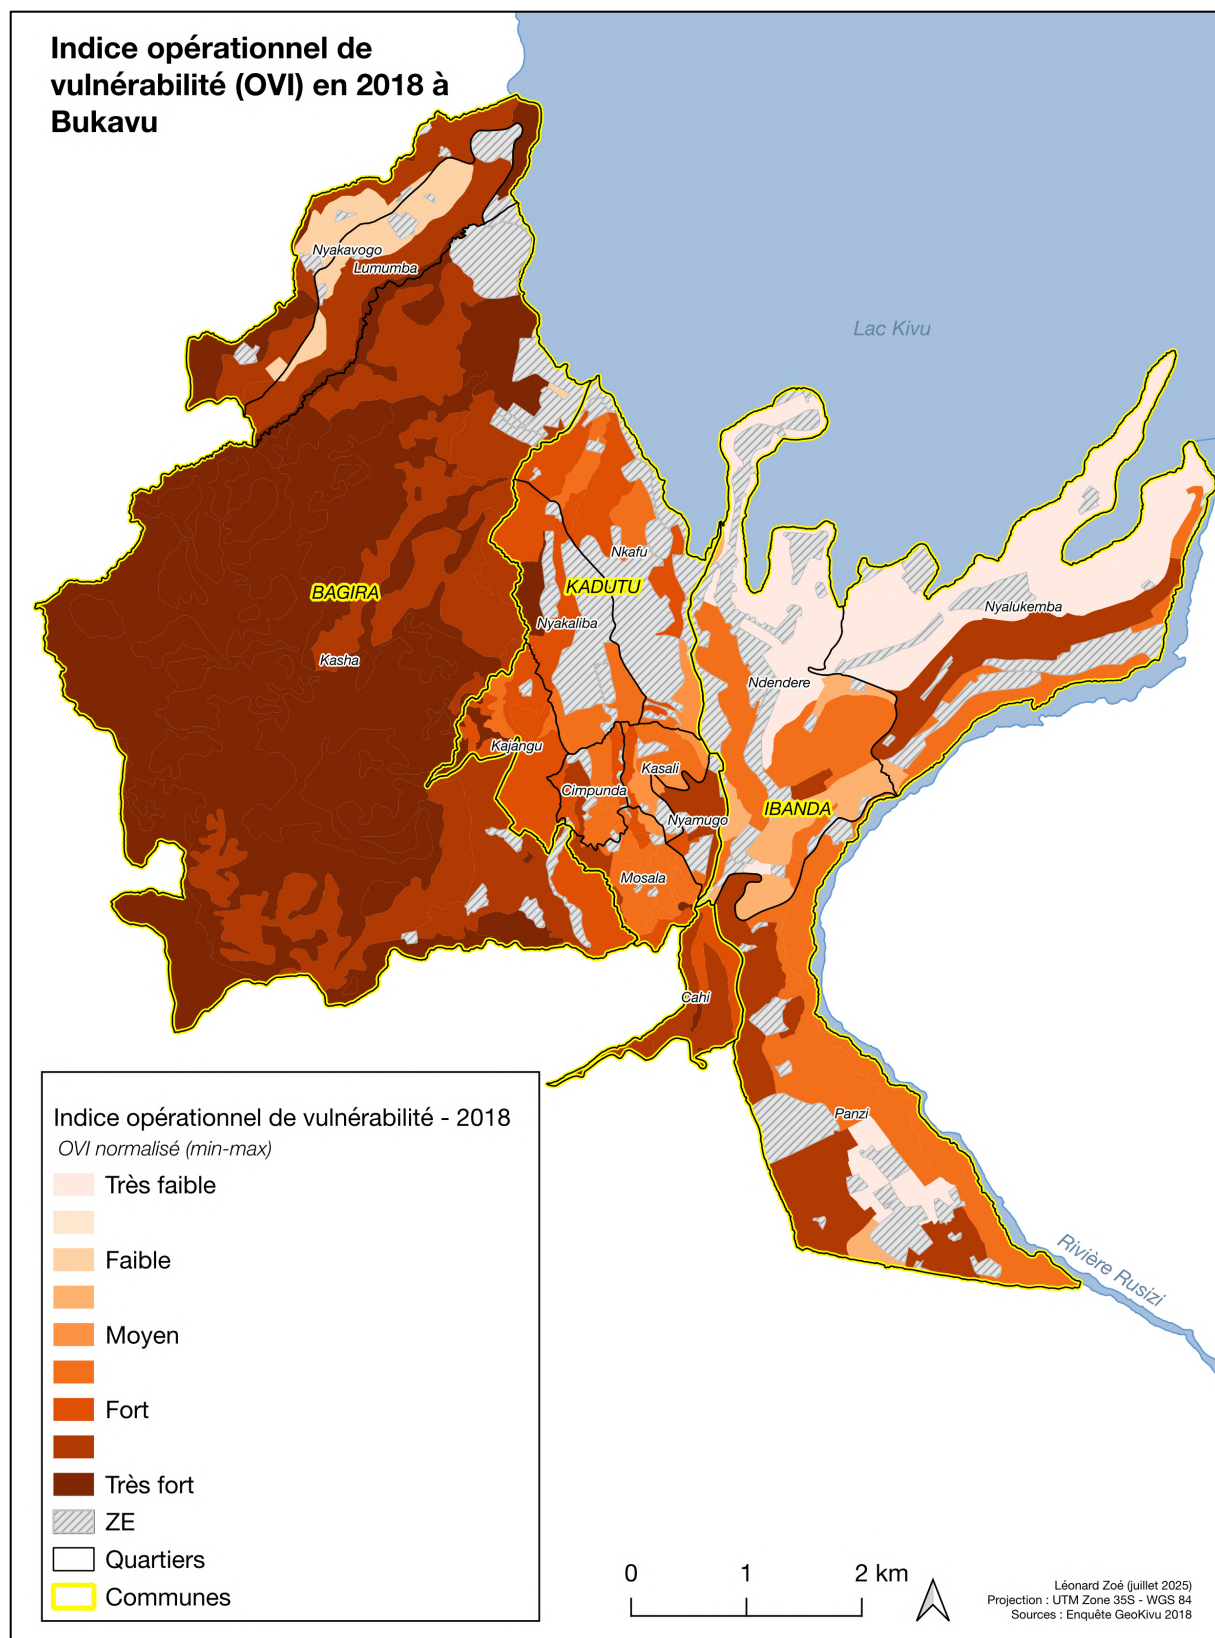 Indice opérationnel de
vulnérabilité (OVI) en 2018 à
Bukavu
Nyakavogo
Lumumba
Lac Kivu
Nkafu
BAGIRA
KADUTU
Nyalukemba
Nyakaliba
Kasha
Ndendere
Kajangu
Kasali
Cimpunda
IBANDA
Nyamugo
Mosala
Cahi
Panzi
Rivière Rusizi
Indice opérationnel de vulnérabilité - 2018
OVI normalisé (min-max)
Très faible
Faible
Moyen
Fort
Très fort
ZE
Quartiers
Communes
0 1 2 km
Léonard Zoé (juillet 2025)
Projection : UTM Zone 35S - WGS 84
Sources : Enquête GeoKivu 2018